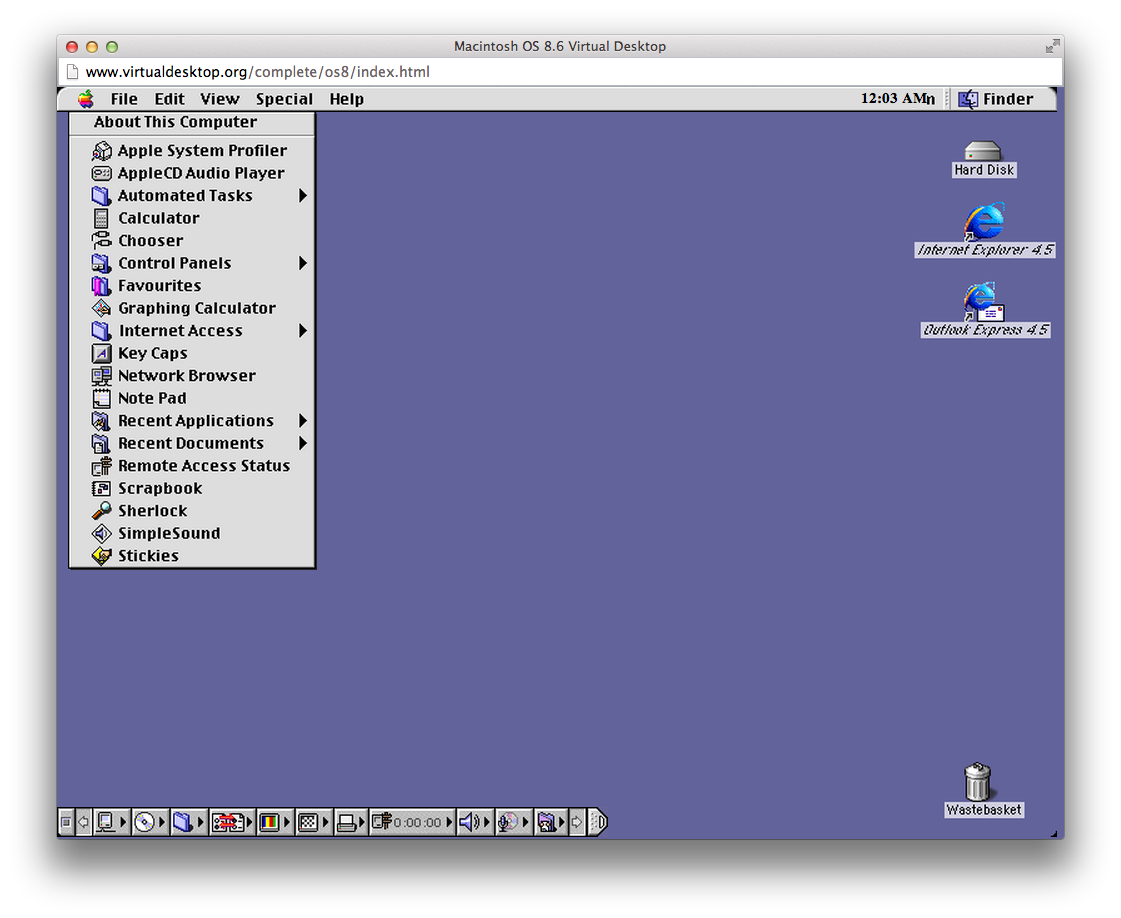 Macintosh OS 8.6 Virtual Desktop
www.virtualdesktop.org/complete/os8/index.html
File Edit View Special Help 12:03 AMn Finder
About This Computer
Apple System Profiler
AppleCD Audio Player
Automated Tasks
Calculator
Chooser
Control Panels
Favourites
Graphing Calculator
Internet Access
Key Caps
Network Browser
Note Pad
Recent Applications
Recent Documents
Remote Access Status
Scrapbook
Sherlock
SimpleSound
Stickies
Hard Disk
Internet Explorer 4.5
Outlook Express 4.5
Wastebasket
0:00:00